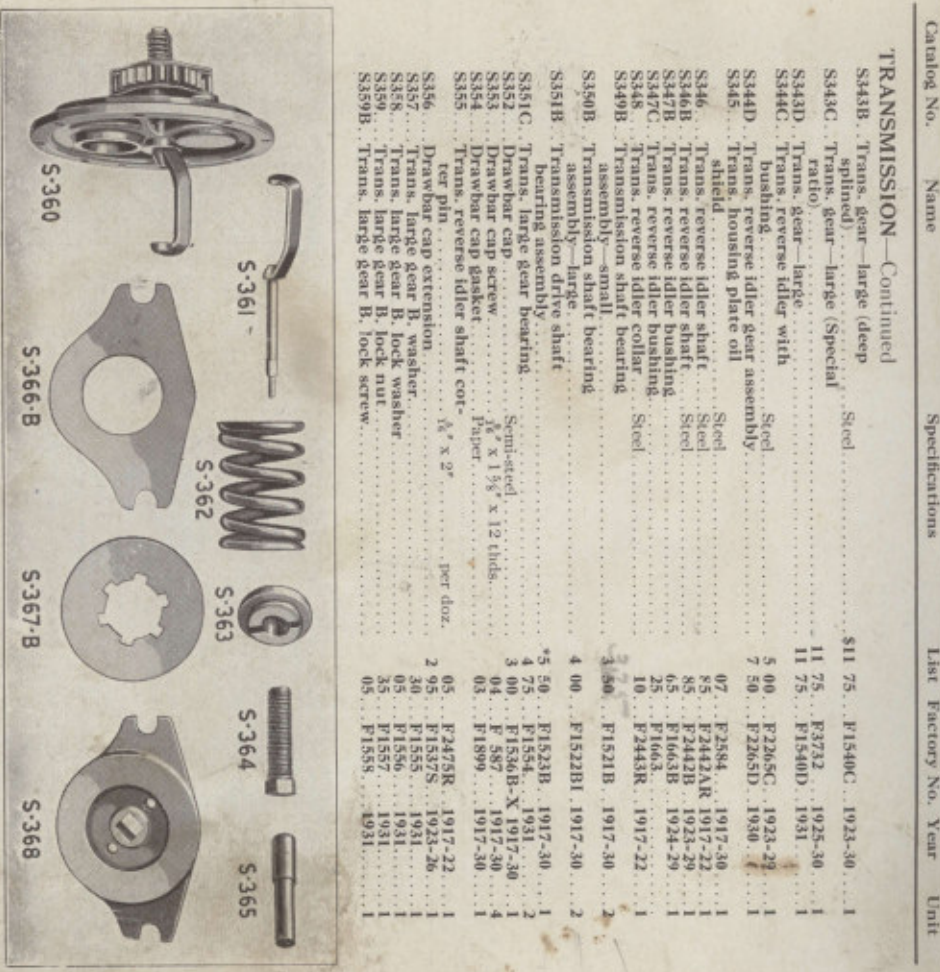 Catalog No. Name Specifications List Factory No. Year Unit
TRANSMISSION—Continued
S343B .. Trans. gear—large (deep
splined) .......... Steel .......... $11 75 .. F1540C .. 1923-30 ... 1
S343C .. Trans. gear—large (Special
ratio) .......... 11 75 .. F3732 .. 1925-30 ... 1
S343D .. Trans. gear—large .......... 11 75 .. F1540D .. 1931 ... 1
S344C .. Trans. reverse idler with
bushing .......... Steel .......... 5 00 .. F2265C .. 1923-29 ... 1
S344D .. Trans. reverse idler gear assembly .......... 7 50 .. F2265D .. 1930 ... 1
S345 ... Trans. housing plate oil
shield .......... Steel .......... 07 .. F2584 .. 1917-30 ... 1
S346 ... Trans. reverse idler shaft .. Steel .......... 85 .. F2442AR 1917-22 ... 1
S346B .. Trans. reverse idler shaft .. Steel .......... 85 .. F2442B .. 1923-29 ... 1
S347B .. Trans. reverse idler bushing .......... 65 .. F1663B .. 1924-29 ... 1
S347C .. Trans. reverse idler bushing .......... 25 .. F1663 ...
S348 ... Trans. reverse idler collar .. Steel .......... 10 .. F2443R .. 1917-22 ... 1
S349B .. Transmission shaft bearing
assembly—small .......... 3 50 .. F1521B .. 1917-30 ... 2
S350B .. Transmission shaft bearing
assembly—large .......... 4 00 .. F1522BI .. 1917-30 ... 2
S351B .. Transmission drive shaft
bearing assembly .......... *5 50 .. F1523B .. 1917-30 ... 1
S351C .. Trans. large gear bearing .......... 4 75 .. F1554 .. 1931 ... 2
S352 ... Drawbar cap .......... Semi-steel .......... 3 00 .. F1536B-X 1917-30 ... 1
S353 ... Drawbar cap screw .......... " x 1 5/8" x 12 thds. .. 04 .. F 587 .. 1917-30 ... 4
S354 ... Drawbar cap gasket .......... Paper .......... 03 .. F1899 .. 1917-30 ... 1
S355 ... Trans. reverse idler shaft cot-
ter pin .......... " x 2" .......... per doz. 05 .. F2475R .. 1917-22 ... 1
S356 ... Drawbar cap extension .......... 2 95 .. F1537S .. 1923-26 ... 1
S357 ... Trans. large gear B. washer .......... 30 .. F1555 .. 1931 ... 1
S358 ... Trans. large gear B. lock washer .......... 05 .. F1556 .. 1931 ... 1
S359 ... Trans. large gear B. lock nut .......... 35 .. F1557 .. 1931 ... 1
S359B .. Trans. large gear B. lock screw .......... 05 .. F1558 .. 1931 ... 1
S-360
S-361
S-362
S-363
S-364
S-365
S-366-B
S-367-B
S-368